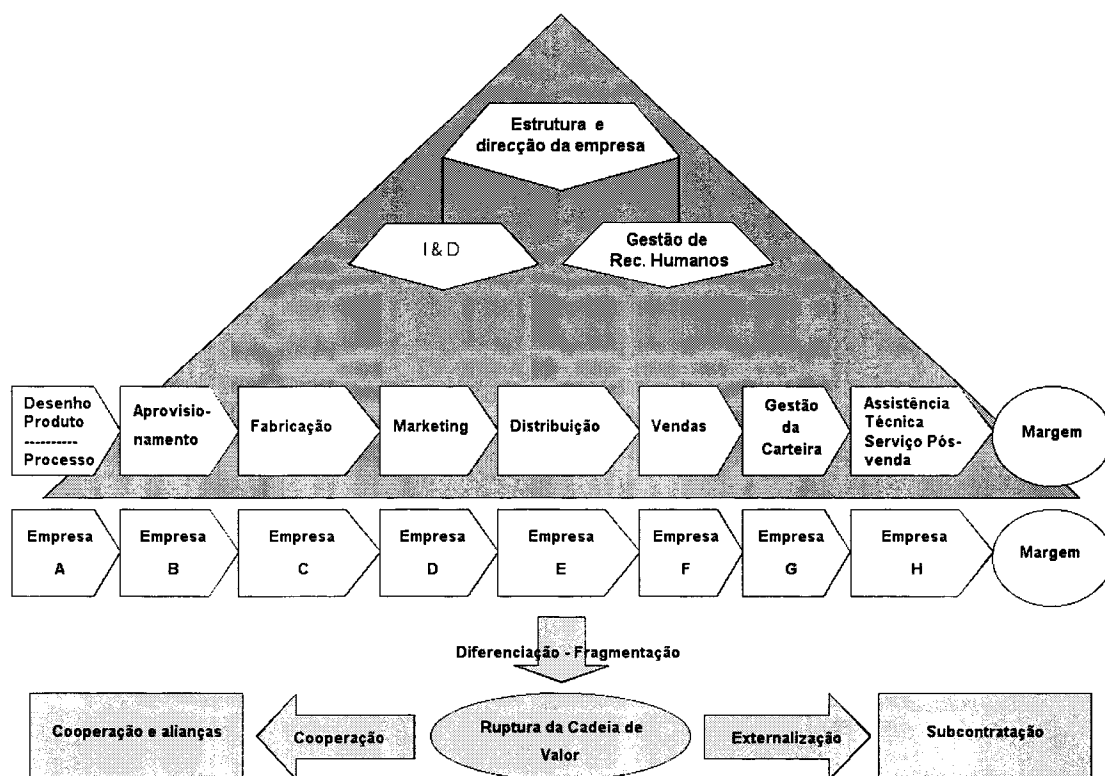 Estrutura e
direcção da empresa
I & D
Gestão de
Rec. Humanos
Desenho
Produto
----------
Processo
Aprovisio-
namento
Fabricação
Marketing
Distribuição
Vendas
Gestão
da
Carteira
Assistência
Técnica
Serviço Pós-
venda
Margem
Empresa
A
Empresa
B
Empresa
C
Empresa
D
Empresa
E
Empresa
F
Empresa
G
Empresa
H
Margem
Diferenciação - Fragmentação
Cooperação e alianças
Cooperação
Ruptura da Cadeia de
Valor
Externalização
Subcontratação